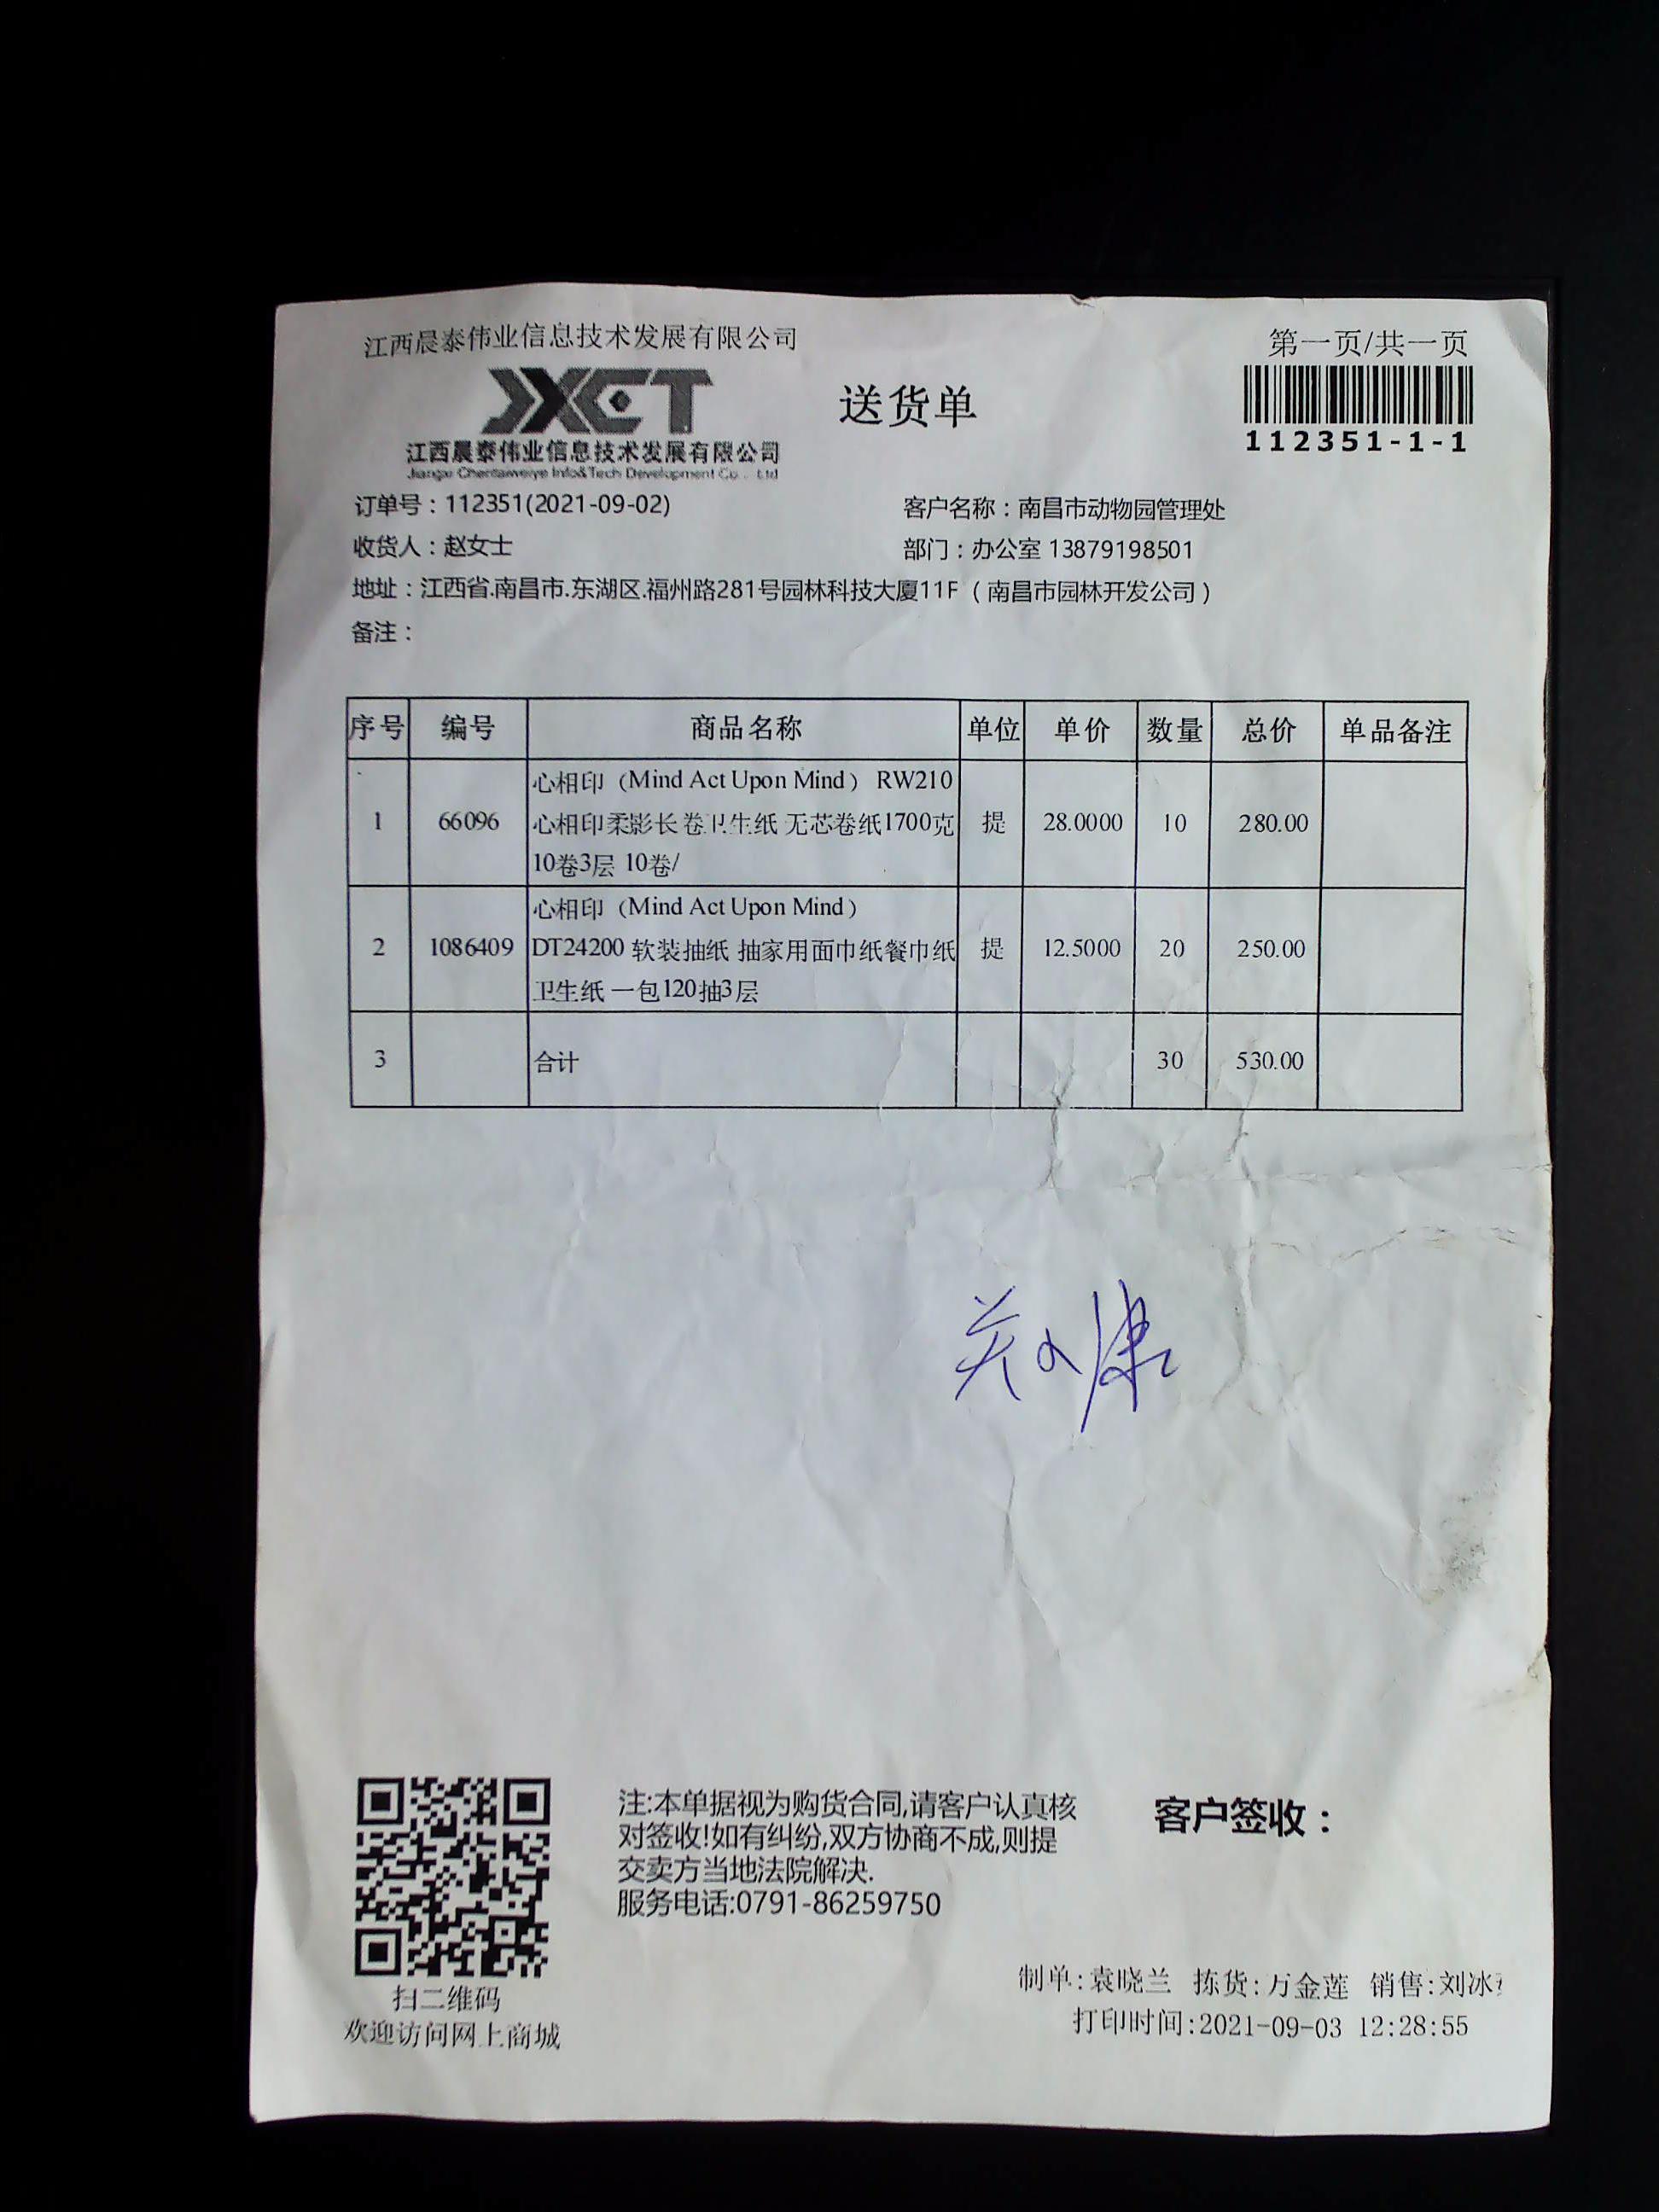 江西晨泰伟业信息技术发展有限公司
第一页/共一页
JXCT
送货单
江西晨泰伟业信息技术发展有限公司
Jiangxi Chentaiweiye Info&Tech Development Co., Ltd
112351-1-1
订单号：112351(2021-09-02)
客户名称：南昌市动物园管理处
收货人：赵女士
部门：办公室 13879198501
地址：江西省.南昌市.东湖区.福州路281号园林科技大厦11F（南昌市园林开发公司）
备注：
序号 编号 商品名称 单位 单价 数量 总价 单品备注
心相印（Mind Act Upon Mind） RW210
1 66096 心相印柔影长卷卫生纸 无芯卷纸1700克 提 28.0000 10 280.00
10卷3层 10卷/
心相印（Mind Act Upon Mind）
2 1086409 DT24200 软装抽纸 抽家用面巾纸餐巾纸 提 12.5000 20 250.00
卫生纸 一包120抽3层
3 合计 30 530.00
注:本单据视为购货合同,请客户认真核
对签收!如有纠纷,双方协商不成,则提
交卖方当地法院解决.
服务电话:0791-86259750
客户签收：
扫二维码
欢迎访问网上商城
制单:袁晓兰 拣货:万金莲 销售:刘冰
打印时间:2021-09-03 12:28:55